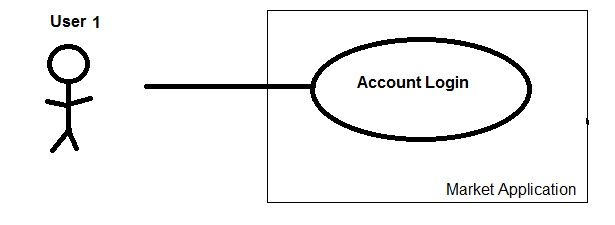 User 1
Account Login
Market Application